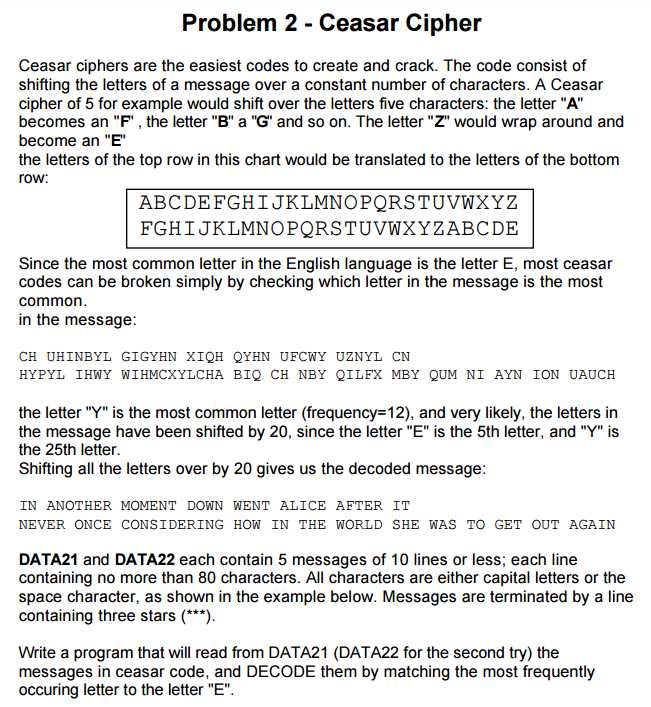 Problem 2 - Ceasar Cipher
Ceasar ciphers are the easiest codes to create and crack. The code consist of
shifting the letters of a message over a constant number of characters. A Ceasar
cipher of 5 for example would shift over the letters five characters: the letter "A"
becomes an "F" , the letter "B" a "G" and so on. The letter "Z" would wrap around and
become an "E"
the letters of the top row in this chart would be translated to the letters of the bottom
row:
ABCDEFGHIJKLMNOPQRSTUVWXYZ
FGHIJKLMNOPQRSTUVWXYZABCDE
Since the most common letter in the English language is the letter E, most ceasar
codes can be broken simply by checking which letter in the message is the most
common.
in the message:
CH UHINBYL GIGYHN XIQH QYHN UFCWY UZNYL CN
HYPYL IHWY WIHMCXYLCHA BIQ CH NBY QILFX MBY QUM NI AYN ION UAUCH
the letter "Y" is the most common letter (frequency=12), and very likely, the letters in
the message have been shifted by 20, since the letter "E" is the 5th letter, and "Y" is
the 25th letter.
Shifting all the letters over by 20 gives us the decoded message:
IN ANOTHER MOMENT DOWN WENT ALICE AFTER IT
NEVER ONCE CONSIDERING HOW IN THE WORLD SHE WAS TO GET OUT AGAIN
DATA21 and DATA22 each contain 5 messages of 10 lines or less; each line
containing no more than 80 characters. All characters are either capital letters or the
space character, as shown in the example below. Messages are terminated by a line
containing three stars (***).
Write a program that will read from DATA21 (DATA22 for the second try) the
messages in ceasar code, and DECODE them by matching the most frequently
occuring letter to the letter "E".